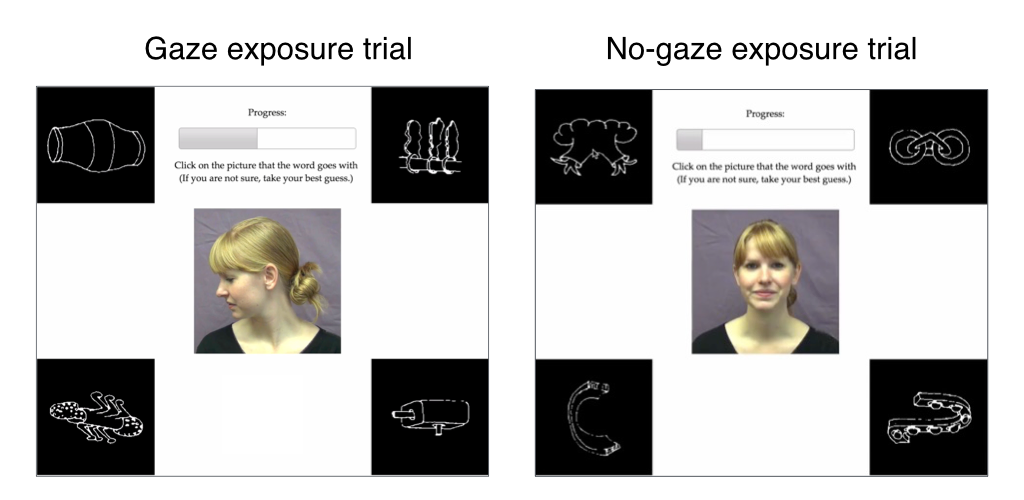 Gaze exposure trial
No-gaze exposure trial
Progress:
Click on the picture that the word goes with
(If you are not sure, take your best guess.)
Progress:
Click on the picture that the word goes with
(If you are not sure, take your best guess.)